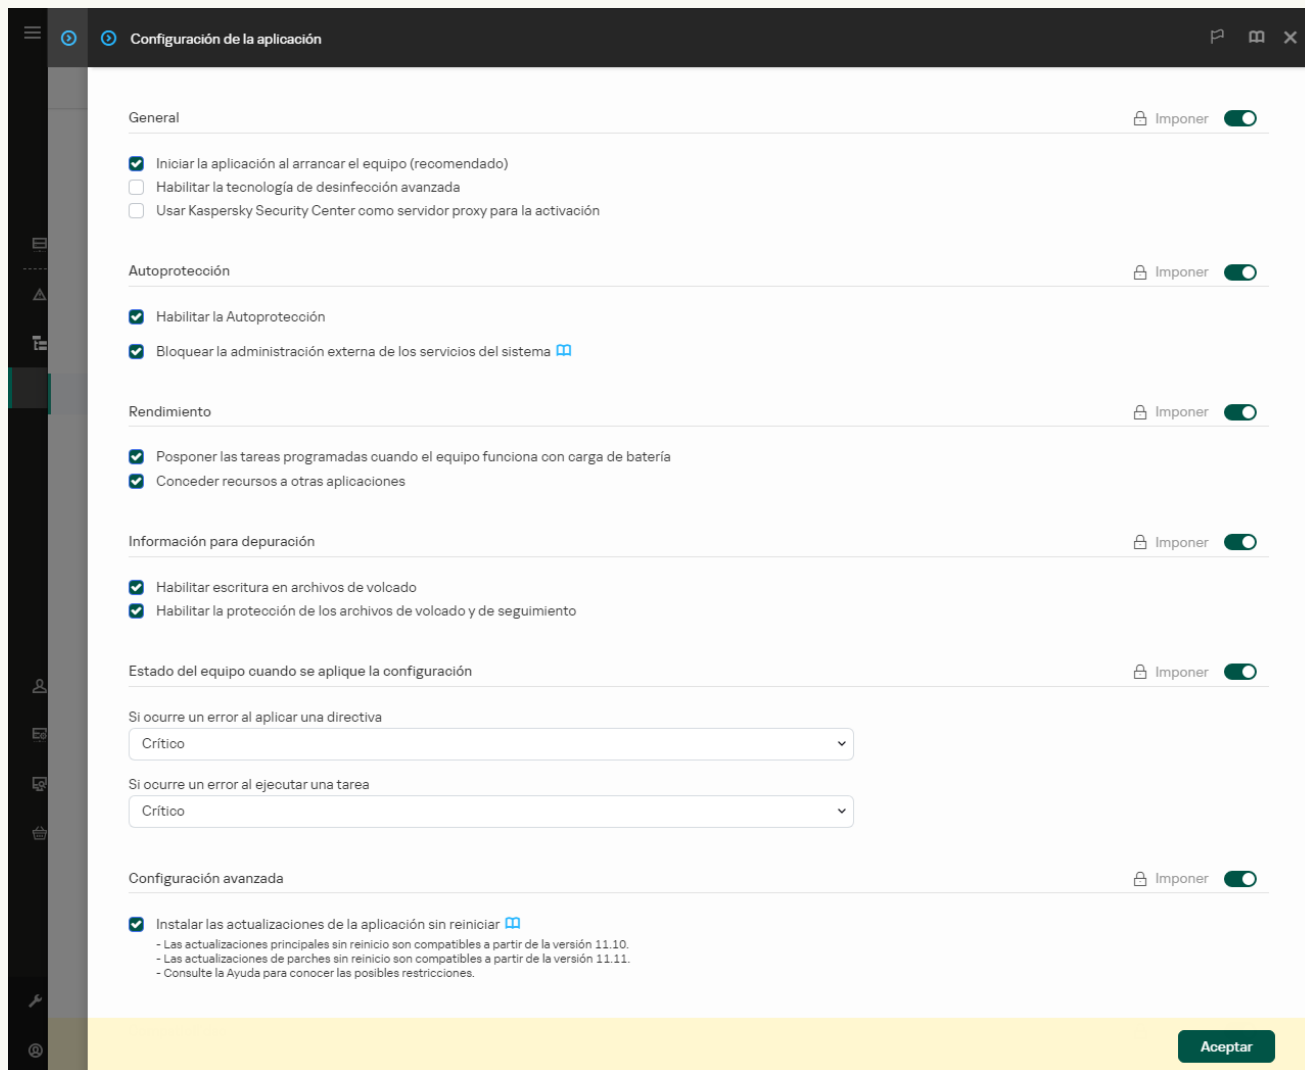 Configuración de la aplicación
General
Imponer
Iniciar la aplicación al arrancar el equipo (recomendado)
Habilitar la tecnología de desinfección avanzada
Usar Kaspersky Security Center como servidor proxy para la activación
Autoprotección
Imponer
Habilitar la Autoprotección
Bloquear la administración externa de los servicios del sistema
Rendimiento
Imponer
Posponer las tareas programadas cuando el equipo funciona con carga de batería
Conceder recursos a otras aplicaciones
Información para depuración
Imponer
Habilitar escritura en archivos de volcado
Habilitar la protección de los archivos de volcado y de seguimiento
Estado del equipo cuando se aplique la configuración
Imponer
Si ocurre un error al aplicar una directiva
Crítico
Si ocurre un error al ejecutar una tarea
Crítico
Configuración avanzada
Imponer
Instalar las actualizaciones de la aplicación sin reiniciar
- Las actualizaciones principales sin reinicio son compatibles a partir de la versión 11.10.
- Las actualizaciones de parches sin reinicio son compatibles a partir de la versión 11.11.
- Consulte la Ayuda para conocer las posibles restricciones.
Aceptar